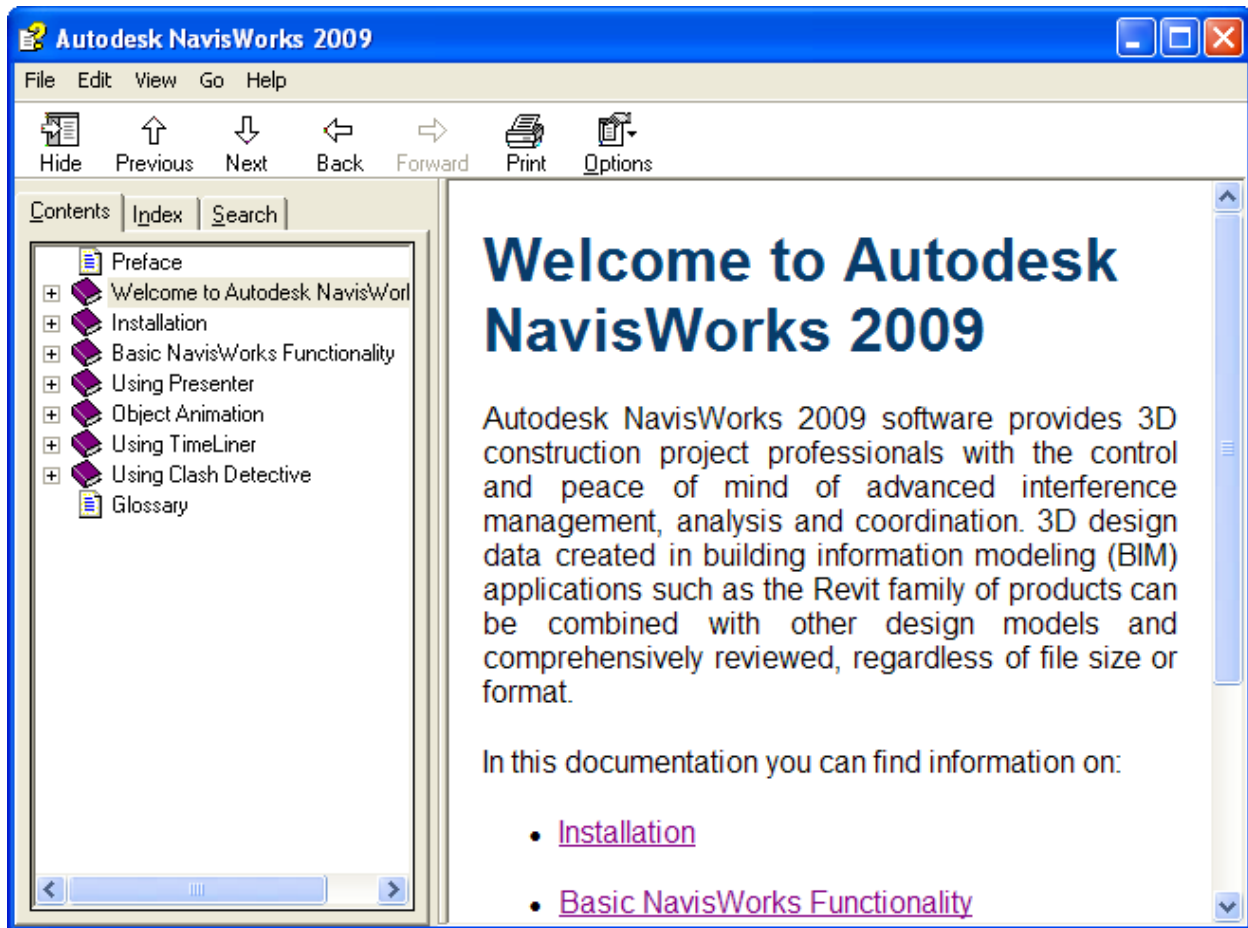 Autodesk NavisWorks 2009
File Edit View Go Help
Hide Previous Next Back Forward Print Options
Contents Index Search
Preface
Welcome to Autodesk NavisWorl
Installation
Basic NavisWorks Functionality
Using Presenter
Object Animation
Using TimeLiner
Using Clash Detective
Glossary
Welcome to Autodesk
NavisWorks 2009
Autodesk NavisWorks 2009 software provides 3D
construction project professionals with the control
and peace of mind of advanced interference
management, analysis and coordination. 3D design
data created in building information modeling (BIM)
applications such as the Revit family of products can
be combined with other design models and
comprehensively reviewed, regardless of file size or
format.
In this documentation you can find information on:
• Installation
• Basic NavisWorks Functionality